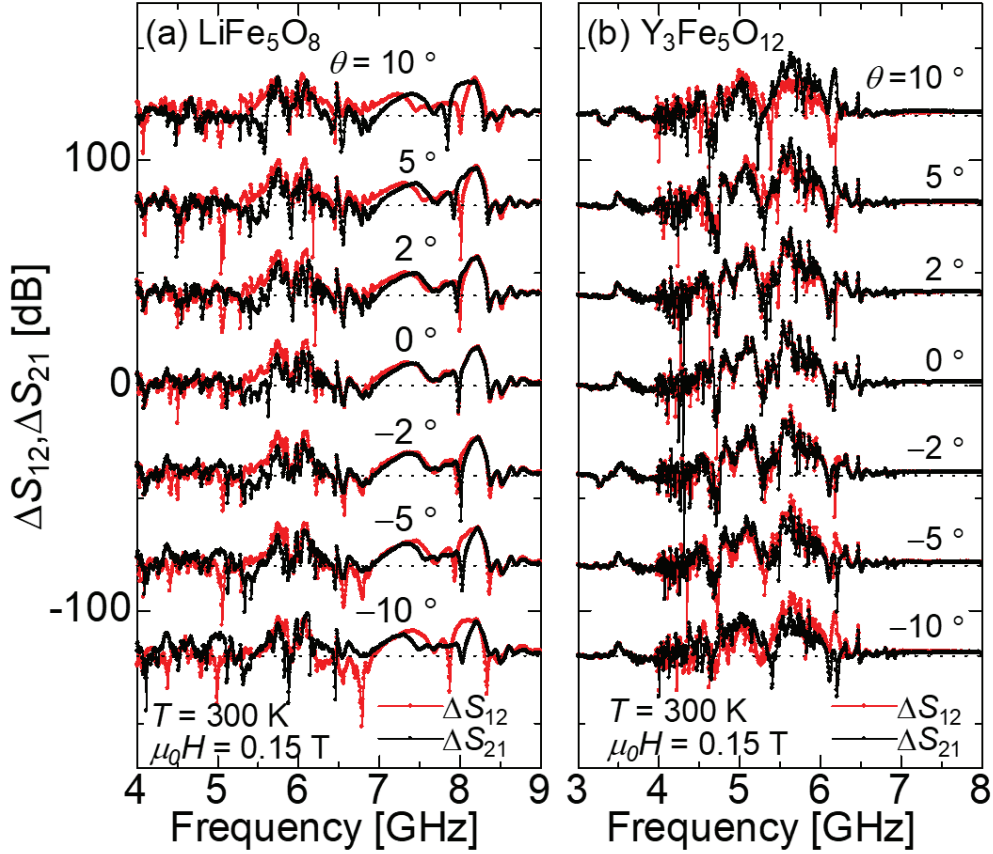 (a) LiFe₅O₈
θ = 10 °
5 °
2 °
0 °
−2 °
−5 °
−10 °
T = 300 K
μ₀H = 0.15 T
ΔS₁₂
ΔS₂₁
100
0
-100
ΔS₁₂,ΔS₂₁ [dB]
4 5 6 7 8 9
Frequency [GHz]
(b) Y₃Fe₅O₁₂
θ =10 °
5 °
2 °
0 °
−2 °
−5 °
−10 °
T = 300 K
μ₀H = 0.15 T
ΔS₁₂
ΔS₂₁
3 4 5 6 7 8
Frequency [GHz]